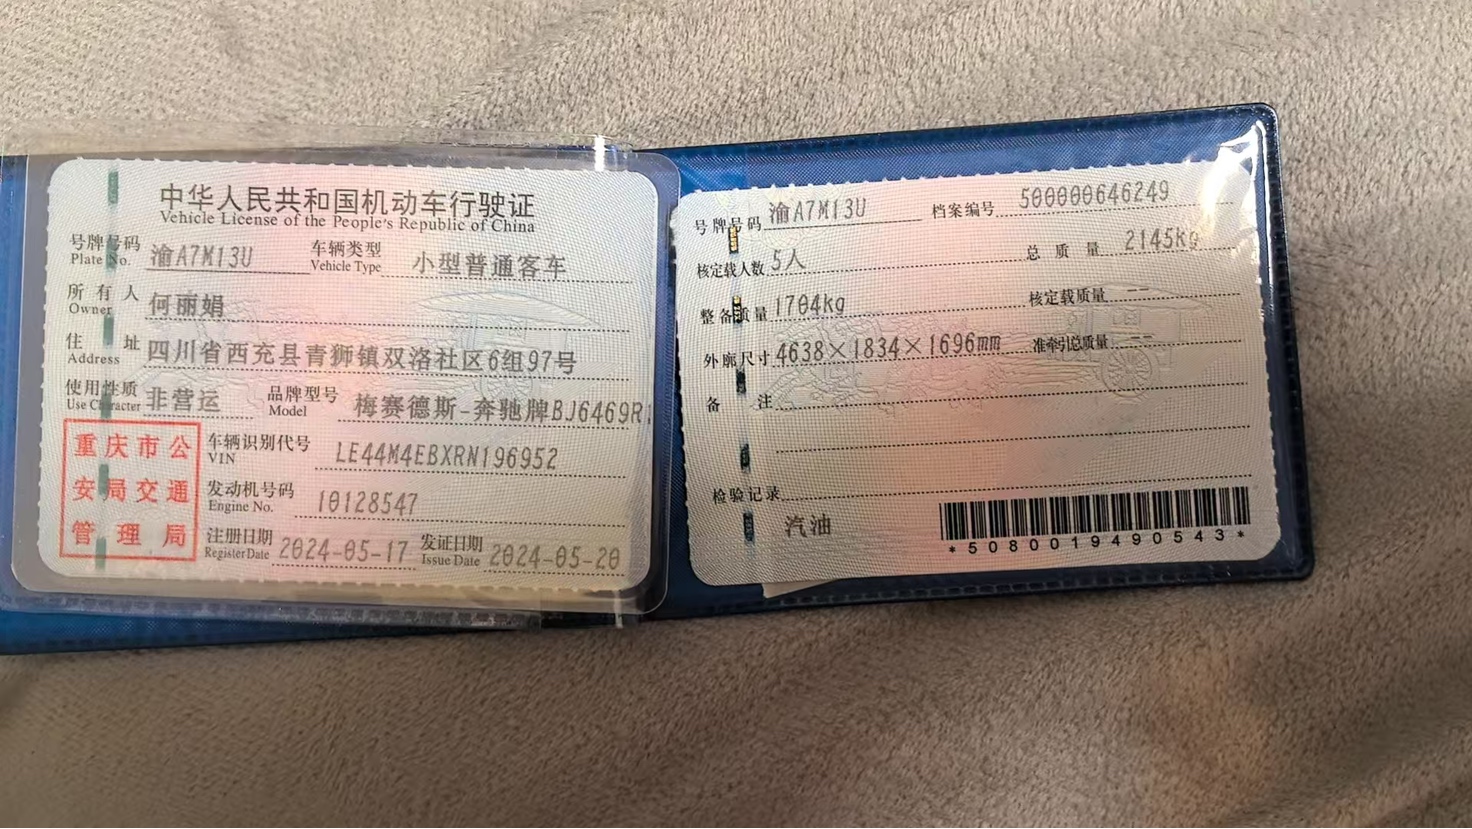 中华人民共和国机动车行驶证
Vehicle License of the People's Republic of China
号牌号码 渝A7M13U 车辆类型 小型普通客车
Plate No. Vehicle Type
所有人 何丽娟
Owner
住址 四川省西充县青狮镇双洛社区6组97号
Address
使用性质 非营运 品牌型号 梅赛德斯-奔驰牌BJ6469R
Use Character Model
重庆市公
安局交通
管理局
车辆识别代号 LE44M4EBXRN196952
VIN
发动机号码 10128547
Engine No.
注册日期 2024-05-17 发证日期 2024-05-20
Register Date Issue Date
号牌号码 渝A7M13U 档案编号 500000646249
核定载人数 5人 总质量 2145kg
整备质量 1704kg 核定载质量 --
外廓尺寸 4638×1834×1696mm 准牵引总质量 --
备注
检验记录
汽油
*5080019490543*